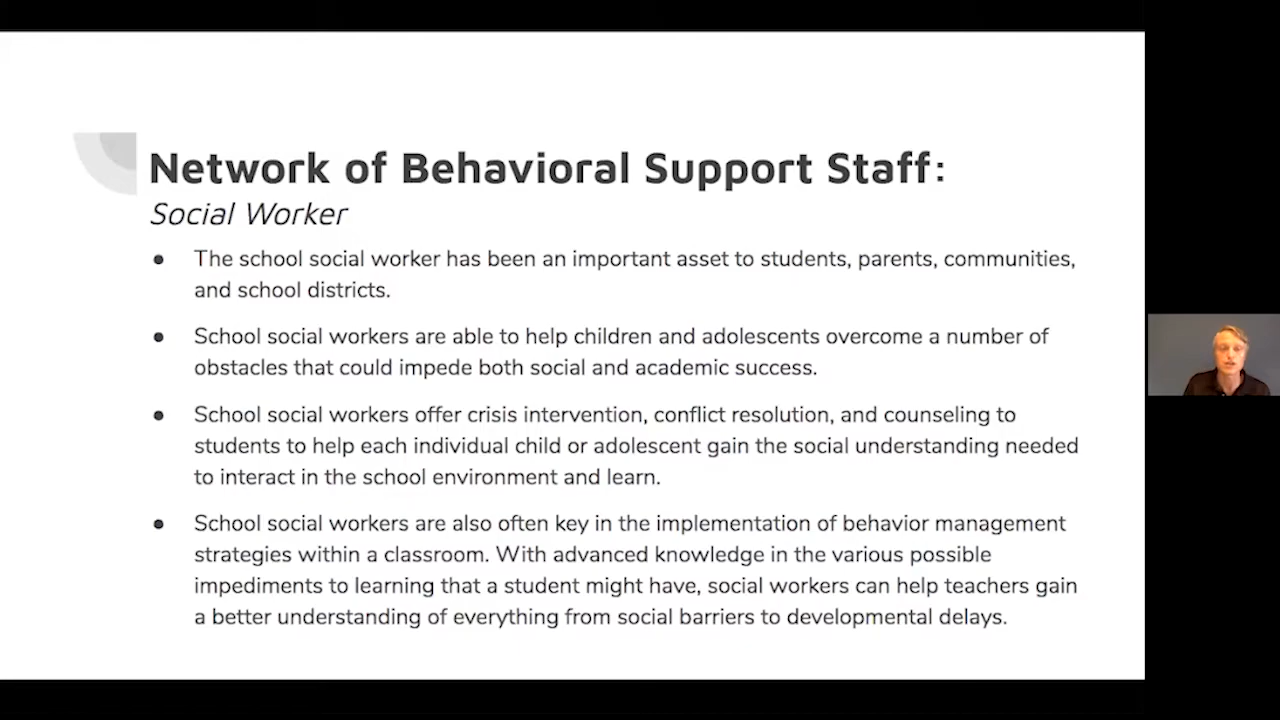 Network of Behavioral Support Staff:
Social Worker
● The school social worker has been an important asset to students, parents, communities,
and school districts.
● School social workers are able to help children and adolescents overcome a number of
obstacles that could impede both social and academic success.
● School social workers offer crisis intervention, conflict resolution, and counseling to
students to help each individual child or adolescent gain the social understanding needed
to interact in the school environment and learn.
● School social workers are also often key in the implementation of behavior management
strategies within a classroom. With advanced knowledge in the various possible
impediments to learning that a student might have, social workers can help teachers gain
a better understanding of everything from social barriers to developmental delays.